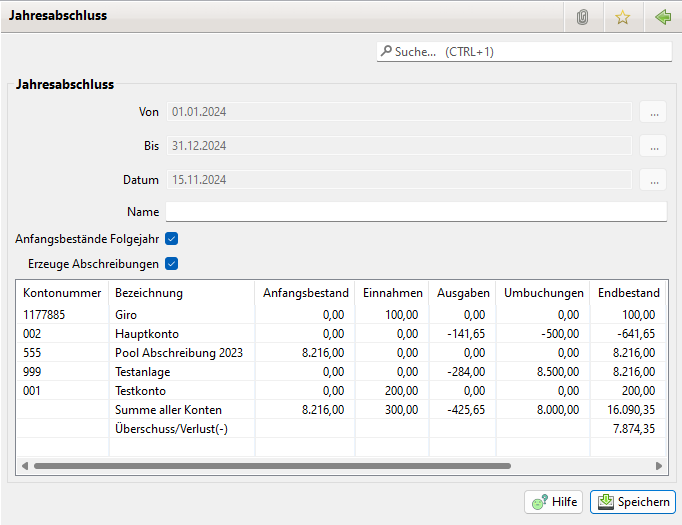 Jahresabschluss
Suche... (CTRL+1)
Jahresabschluss
Von 01.01.2024 ...
Bis 31.12.2024 ...
Datum 15.11.2024 ...
Name
Anfangsbestände Folgejahr
Erzeuge Abschreibungen
Kontonummer Bezeichnung Anfangsbestand Einnahmen Ausgaben Umbuchungen Endbestand
1177885 Giro 0,00 100,00 0,00 0,00 100,00
002 Hauptkonto 0,00 0,00 -141,65 -500,00 -641,65
555 Pool Abschreibung 2023 8.216,00 0,00 0,00 0,00 8.216,00
999 Testanlage 0,00 0,00 -284,00 8.500,00 8.216,00
001 Testkonto 0,00 200,00 0,00 0,00 200,00
Summe aller Konten 8.216,00 300,00 -425,65 8.000,00 16.090,35
Überschuss/Verlust(-) 7.874,35
Hilfe Speichern